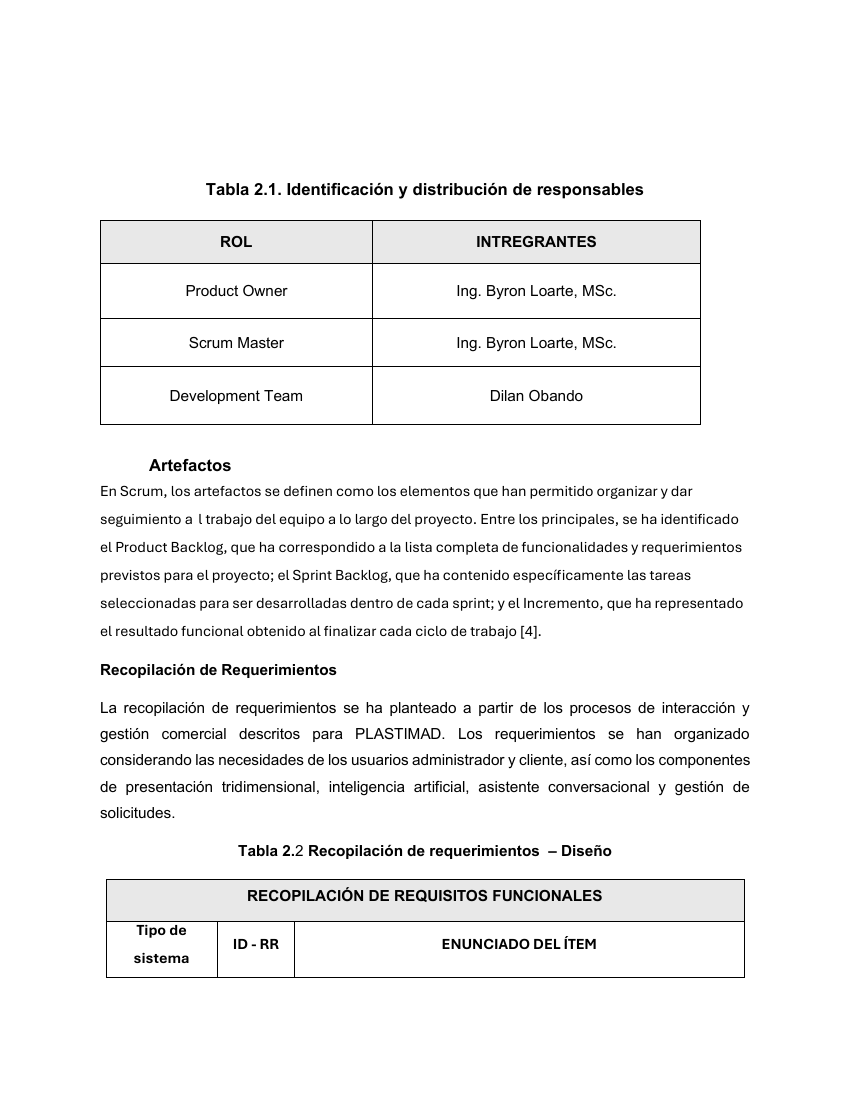 Tabla 2.1. Identificación y distribución de responsables
ROL INTREGRANTES
Product Owner Ing. Byron Loarte, MSc.
Scrum Master Ing. Byron Loarte, MSc.
Development Team Dilan Obando
Artefactos
En Scrum, los artefactos se definen como los elementos que han permitido organizar y dar
seguimiento a l trabajo del equipo a lo largo del proyecto. Entre los principales, se ha identificado
el Product Backlog, que ha correspondido a la lista completa de funcionalidades y requerimientos
previstos para el proyecto; el Sprint Backlog, que ha contenido específicamente las tareas
seleccionadas para ser desarrolladas dentro de cada sprint; y el Incremento, que ha representado
el resultado funcional obtenido al finalizar cada ciclo de trabajo [4].
Recopilación de Requerimientos
La recopilación de requerimientos se ha planteado a partir de los procesos de interacción y
gestión comercial descritos para PLASTIMAD. Los requerimientos se han organizado
considerando las necesidades de los usuarios administrador y cliente, así como los componentes
de presentación tridimensional, inteligencia artificial, asistente conversacional y gestión de
solicitudes.
Tabla 2.2 Recopilación de requerimientos – Diseño
RECOPILACIÓN DE REQUISITOS FUNCIONALES
Tipo de
sistema
ID - RR
ENUNCIADO DEL ÍTEM